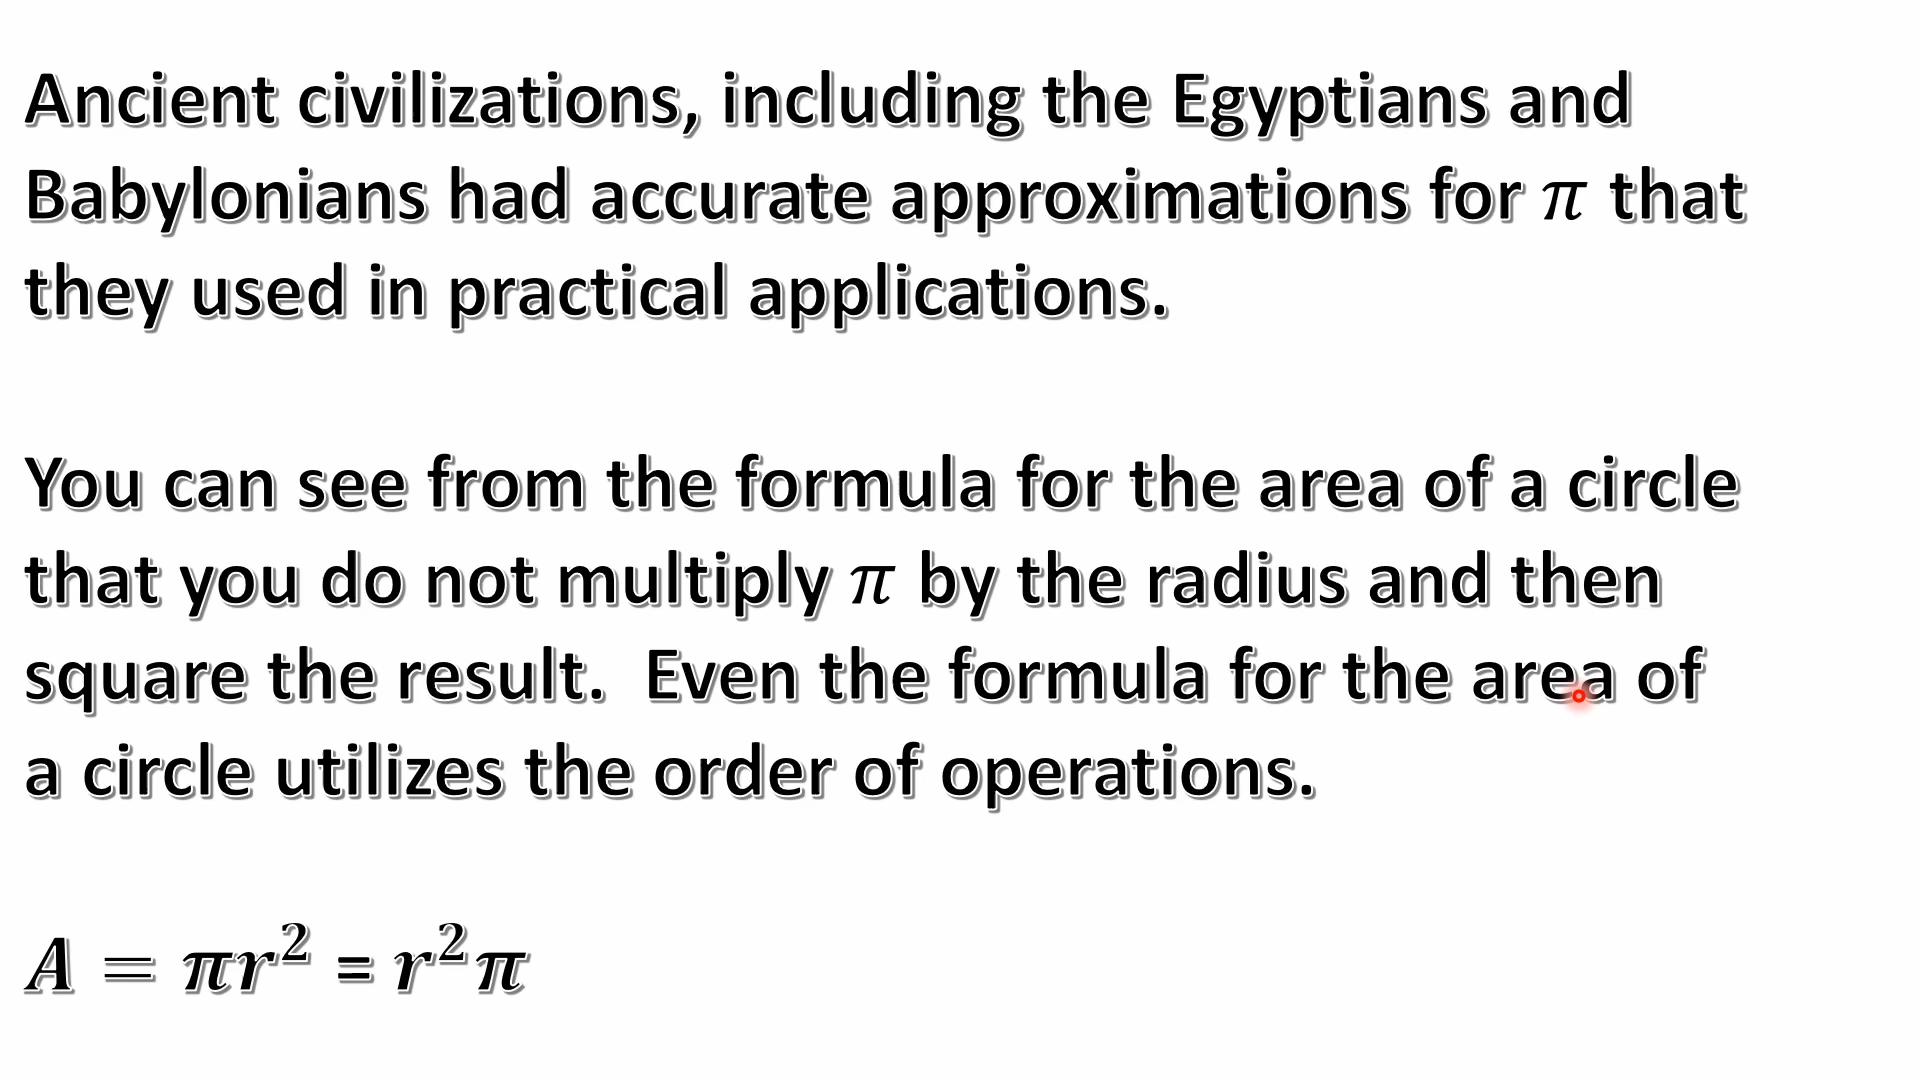 Ancient civilizations, including the Egyptians and
Babylonians had accurate approximations for π that
they used in practical applications.
You can see from the formula for the area of a circle
that you do not multiply π by the radius and then
square the result.  Even the formula for the area of
a circle utilizes the order of operations.
A = πr² = r²π